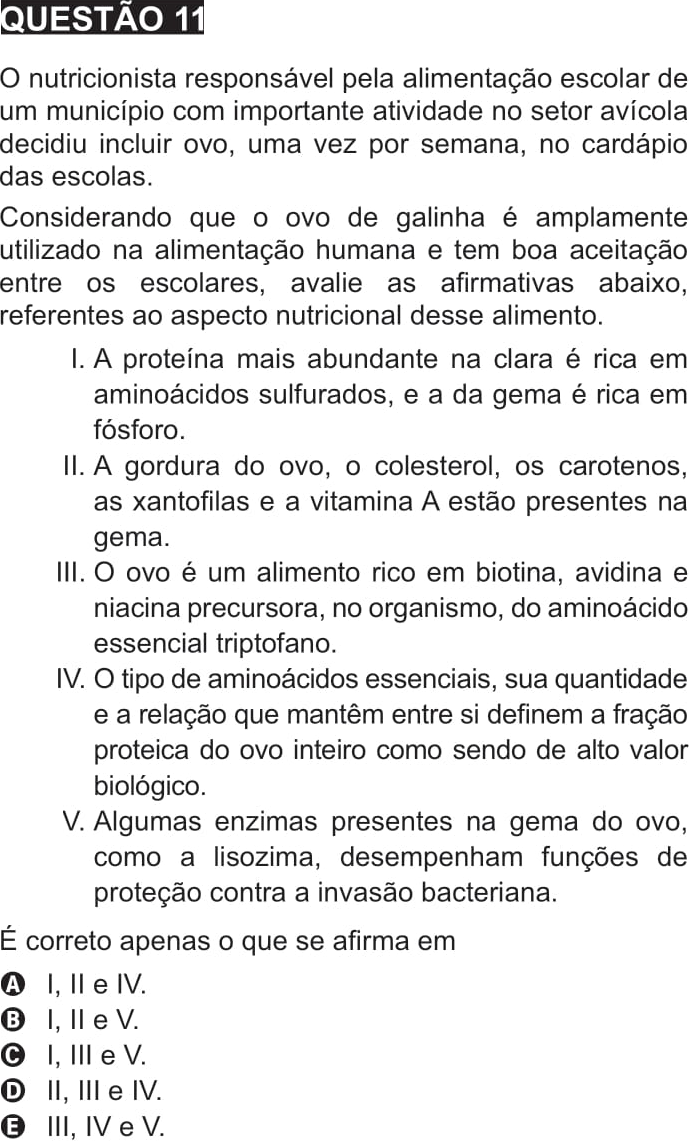 QUESTÃO 11
O nutricionista responsável pela alimentação escolar de
um município com importante atividade no setor avícola
decidiu incluir ovo, uma vez por semana, no cardápio
das escolas.
Considerando que o ovo de galinha é amplamente
utilizado na alimentação humana e tem boa aceitação
entre os escolares, avalie as afirmativas abaixo,
referentes ao aspecto nutricional desse alimento.
I. A proteína mais abundante na clara é rica em
aminoácidos sulfurados, e a da gema é rica em
fósforo.
II. A gordura do ovo, o colesterol, os carotenos,
as xantofilas e a vitamina A estão presentes na
gema.
III. O ovo é um alimento rico em biotina, avidina e
niacina precursora, no organismo, do aminoácido
essencial triptofano.
IV. O tipo de aminoácidos essenciais, sua quantidade
e a relação que mantêm entre si definem a fração
proteica do ovo inteiro como sendo de alto valor
biológico.
V. Algumas enzimas presentes na gema do ovo,
como a lisozima, desempenham funções de
proteção contra a invasão bacteriana.
É correto apenas o que se afirma em
A I, II e IV.
B I, II e V.
C I, III e V.
D II, III e IV.
E III, IV e V.